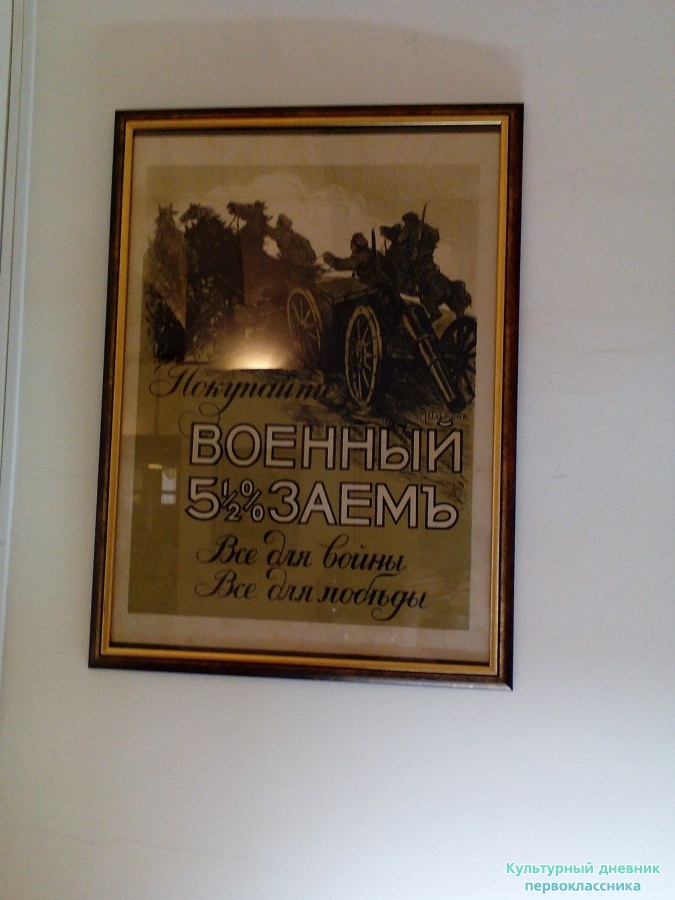 Покупайте
ВОЕННЫЙ
5½% ЗАЕМЪ
Все для войны
Все для побѣды
Культурный дневник
первоклассника